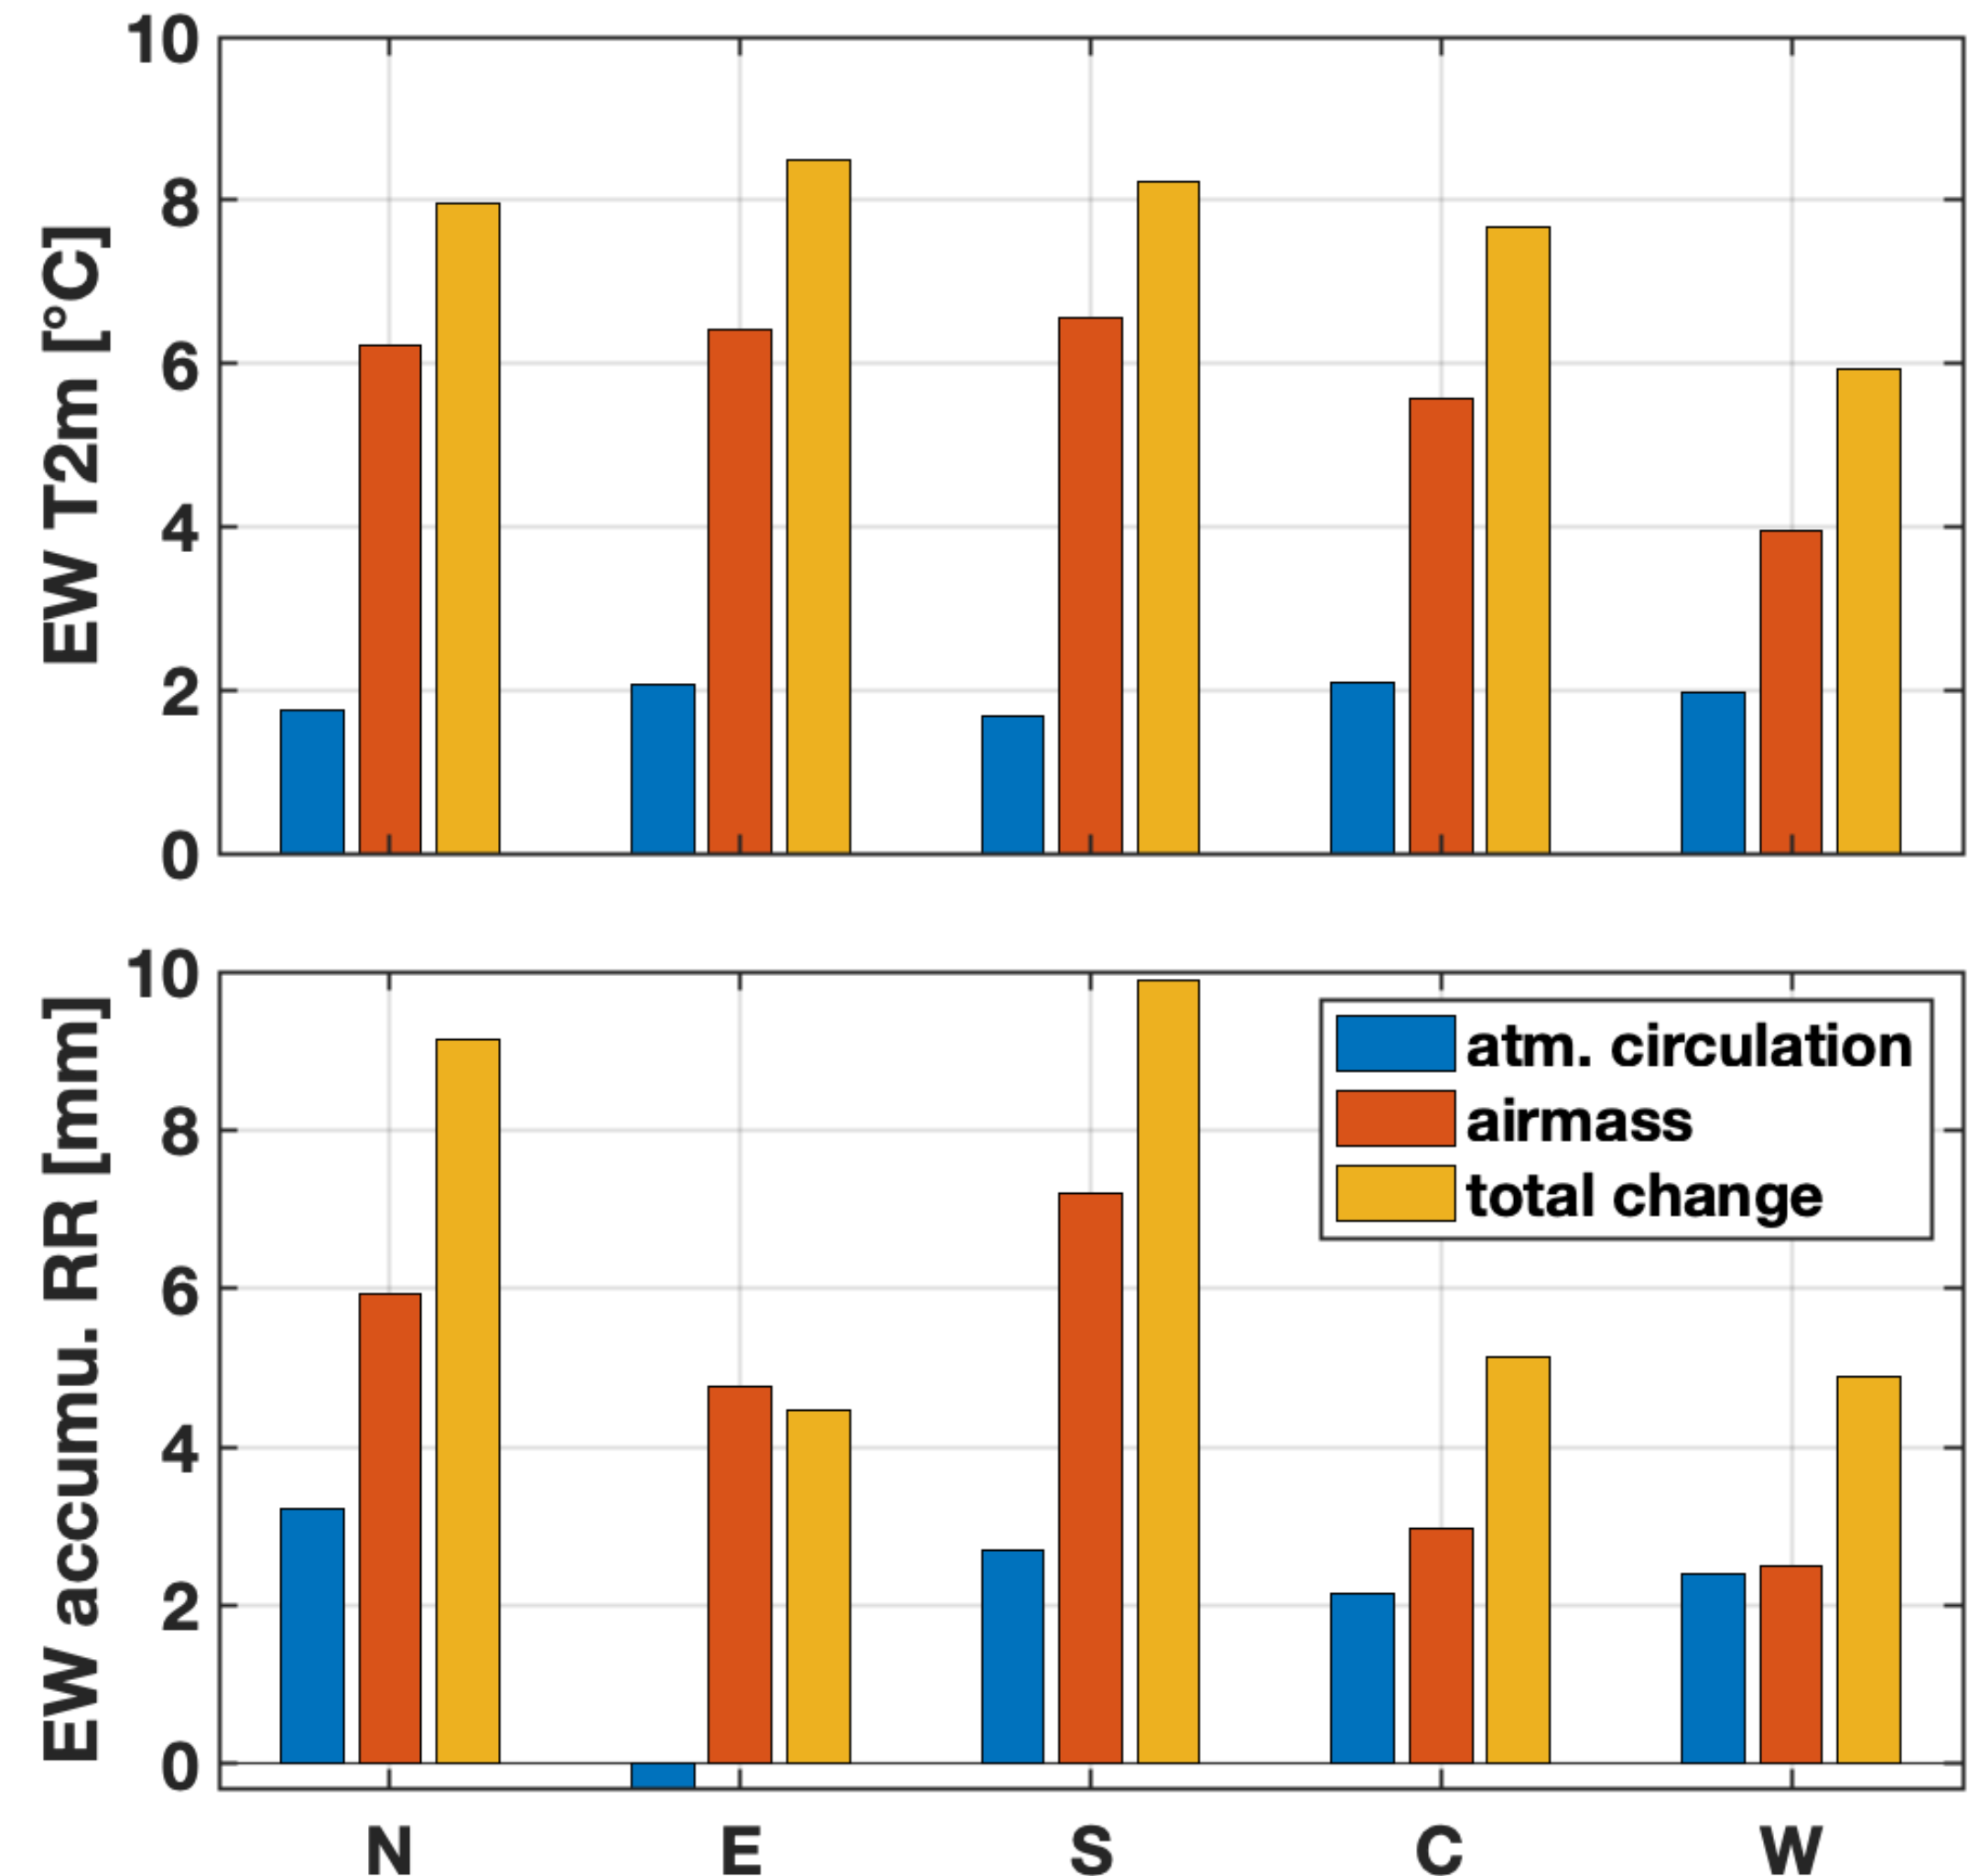 EW T2m [°C]
10
8
6
4
2
0
EW accumu. RR [mm]
10
8
6
4
2
0
atm. circulation
airmass
total change
N E S C W